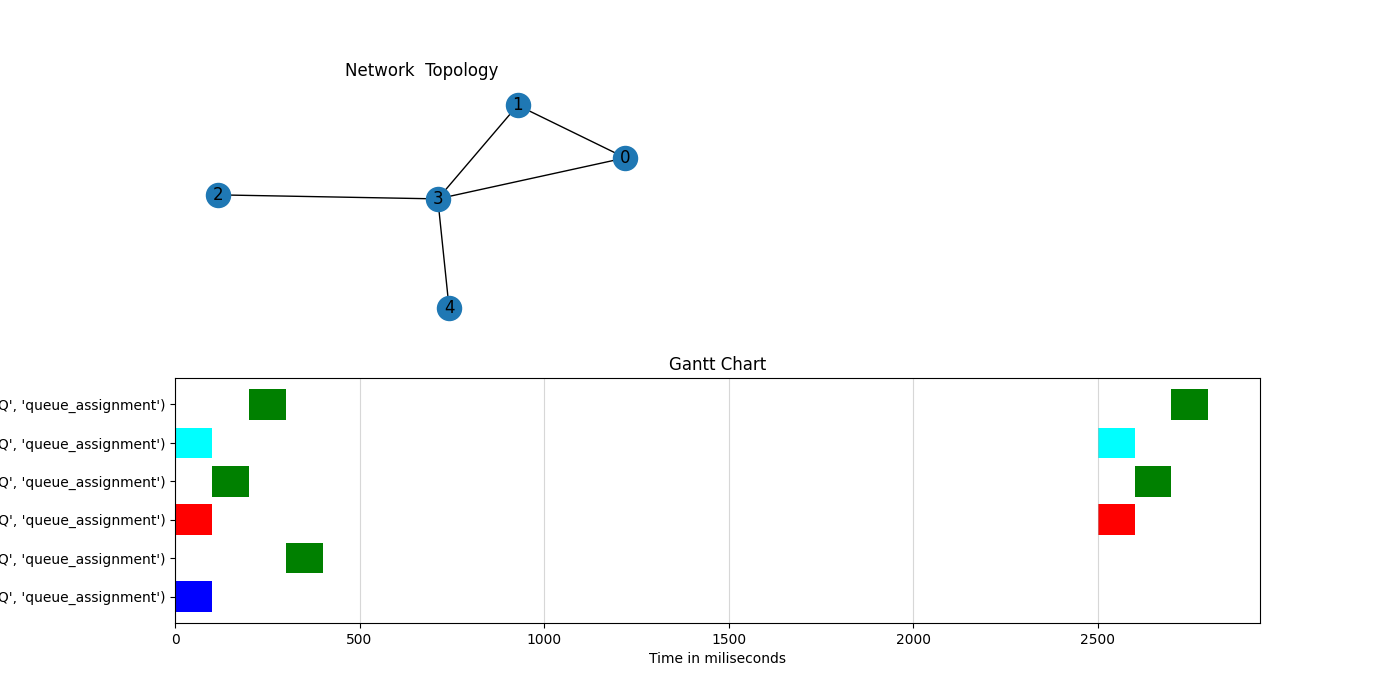 Network  Topology
1
0
2
3
4
Gantt Chart
Q', 'queue_assignment')
Q', 'queue_assignment')
Q', 'queue_assignment')
Q', 'queue_assignment')
Q', 'queue_assignment')
Q', 'queue_assignment')
0 500 1000 1500 2000 2500
Time in miliseconds